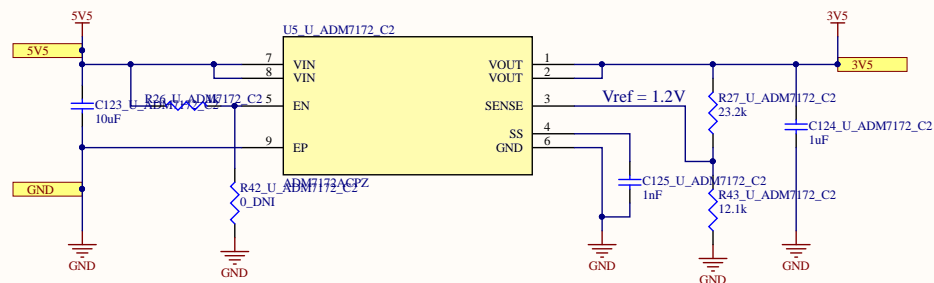 5V5
3V5
U5_U_ADM7172_C2
5V5
3V5
7 VIN
8 VIN
5 EN
9 EP
VOUT 1
VOUT 2
SENSE 3
SS 4
GND 6
ADM7172ACPZ
C123_U_ADM7172_C2
10uF
R26_U_ADM7172_C2
Vref = 1.2V
R27_U_ADM7172_C2
23.2k
C124_U_ADM7172_C2
1uF
C125_U_ADM7172_C2
1nF
R42_U_ADM7172_C2
0_DNI
R43_U_ADM7172_C2
12.1k
GND
GND
GND
GND
GND
GND